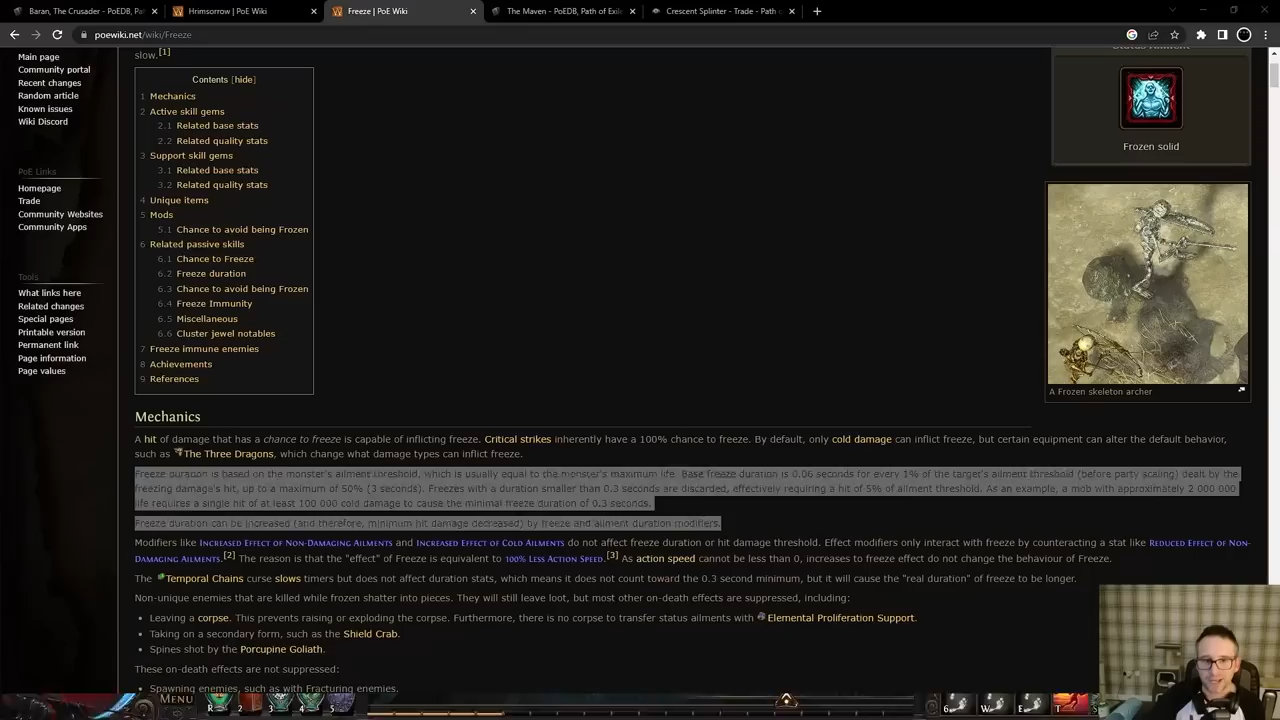 Baran, The Crusader - PoEDB, Pa
Hrimsorrow | PoE Wiki
Freeze | PoE Wiki
The Maven - PoEDB, Path of Exile
Crescent Splinter - Trade - Path o
poewiki.net/wiki/Freeze
Main page
Community portal
Recent changes
Random article
Known issues
Wiki Discord
PoE Links
Homepage
Trade
Community Websites
Community Apps
Tools
What links here
Related changes
Special pages
Printable version
Permanent link
Page information
Page values
slow.[1]
Contents [hide]
1 Mechanics
2 Active skill gems
2.1 Related base stats
2.2 Related quality stats
3 Support skill gems
3.1 Related base stats
3.2 Related quality stats
4 Unique items
5 Mods
5.1 Chance to avoid being Frozen
6 Related passive skills
6.1 Chance to Freeze
6.2 Freeze duration
6.3 Chance to avoid being Frozen
6.4 Freeze Immunity
6.5 Miscellaneous
6.6 Cluster jewel notables
7 Freeze immune enemies
8 Achievements
9 References
Status Ailment
Frozen solid
A Frozen skeleton archer
Mechanics
A hit of damage that has a chance to freeze is capable of inflicting freeze. Critical strikes inherently have a 100% chance to freeze. By default, only cold damage can inflict freeze, but certain equipment can alter the default behavior,
such as The Three Dragons, which change what damage types can inflict freeze.
Freeze duration is based on the monster's ailment threshold, which is usually equal to the monster's maximum life. Base freeze duration is 0.06 seconds for every 1% of the target's ailment threshold (before party scaling) dealt by the
freezing damage's hit, up to a maximum of 50% (3 seconds). Freezes with a duration smaller than 0.3 seconds are discarded, effectively requiring a hit of 5% of ailment threshold. As an example, a mob with approximately 2 000 000
life requires a single hit of at least 100 000 cold damage to cause the minimal freeze duration of 0.3 seconds.
Freeze duration can be increased (and therefore, minimum hit damage decreased) by freeze and ailment duration modifiers.
Modifiers like Increased Effect of Non-Damaging Ailments and Increased Effect of Cold Ailments do not affect freeze duration or hit damage threshold. Effect modifiers only interact with freeze by counteracting a stat like Reduced Effect of Non-
Damaging Ailments.[2] The reason is that the "effect" of Freeze is equivalent to 100% Less Action Speed.[3] As action speed cannot be less than 0, increases to freeze effect do not change the behaviour of Freeze.
The Temporal Chains curse slows timers but does not affect duration stats, which means it does not count toward the 0.3 second minimum, but it will cause the "real duration" of freeze to be longer.
Non-unique enemies that are killed while frozen shatter into pieces. They will still leave loot, but most other on-death effects are suppressed, including:
• Leaving a corpse. This prevents raising or exploding the corpse. Furthermore, there is no corpse to transfer status ailments with Elemental Proliferation Support.
• Taking on a secondary form, such as the Shield Crab.
• Spines shot by the Porcupine Goliath.
These on-death effects are not suppressed:
• Spawning enemies, such as with Fracturing enemies.
MENU
R
2
3
4
5
6
W
E
T